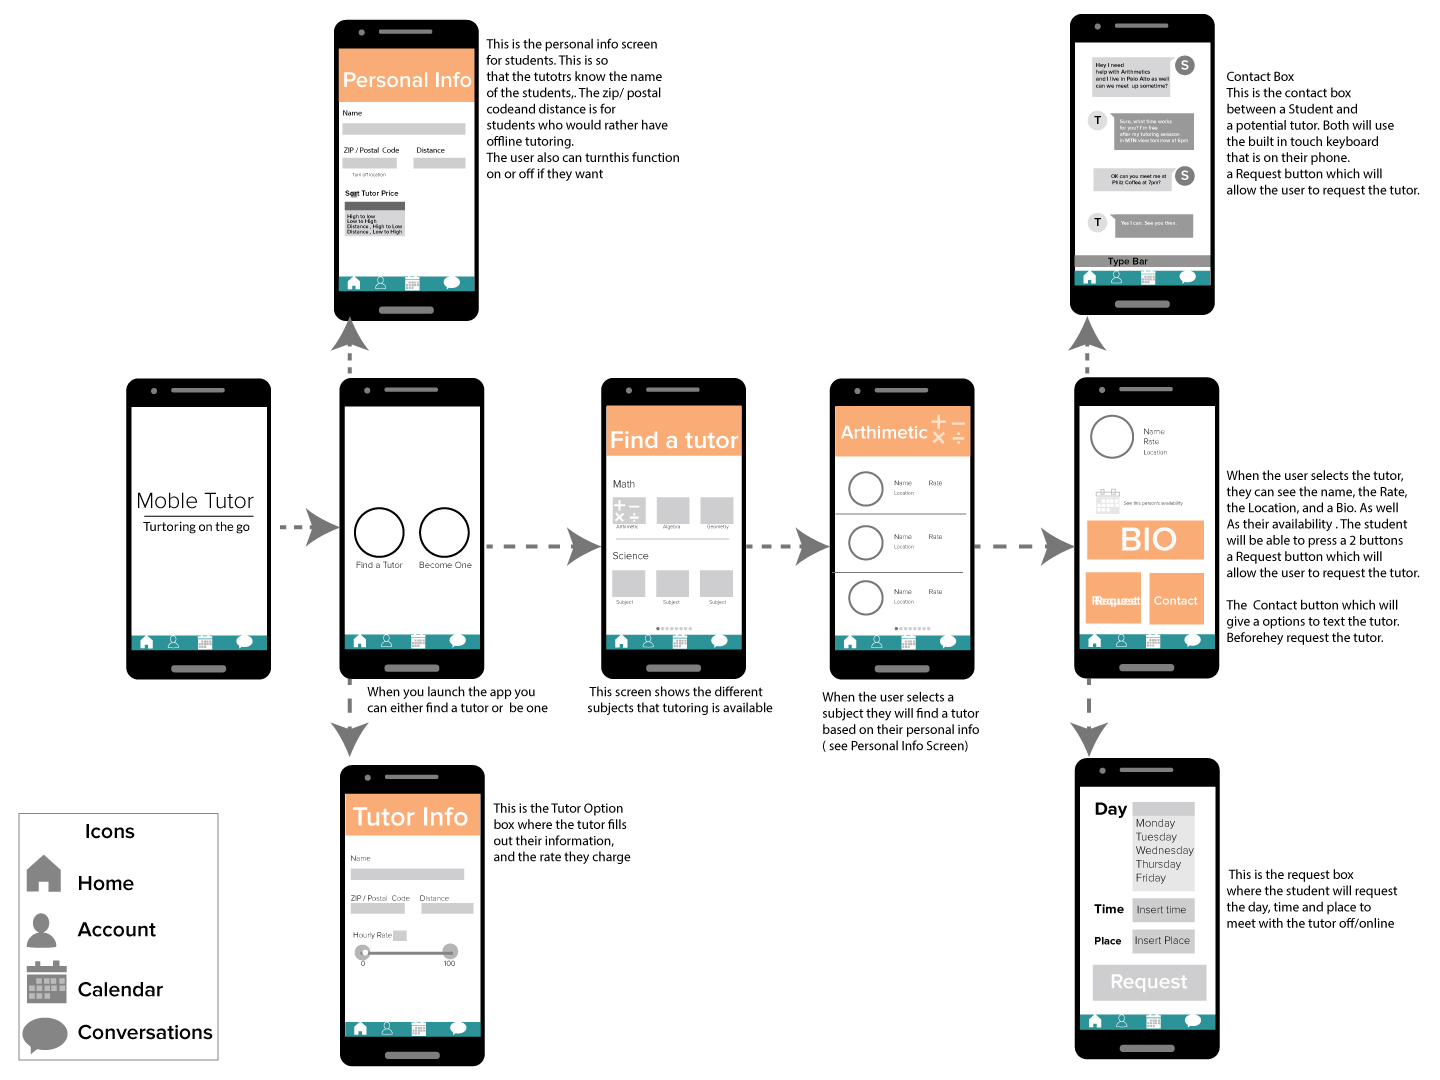 Personal Info
Name
ZIP / Postal Code
Distance
Turn off location
Sort Tutor Price
High to low
Low to High
Distance , High to Low
Distance , Low to High
This is the personal info screen
for students. This is so
that the tutotrs know the name
of the students,. The zip/ postal
codeand distance is for
students who would rather have
offline tutoring.
The user also can turnthis function
on or off if they want
Hey I need
help with Arithmetics
and I live in Palo Alto as well
can we meet up sometime?
S
T
Sure, what time works
for you? I'm free
after my tutoring session
in MTN view tomrrow at 6pm
OK can you meet me at
Philz Coffee at 7pm?
S
T
Yes I can. See you then.
Type Bar
Contact Box
This is the contact box
between a Student and
a potential tutor. Both will use
the built in touch keyboard
that is on their phone.
a Request button which will
allow the user to request the tutor.
Moble Tutor
Turtoring on the go
Find a Tutor
Become One
When you launch the app you
can either find a tutor or be one
Find a tutor
Math
Arithmetic
Algebra
Geometry
Science
Subject
Subject
Subject
This screen shows the different
subjects that tutoring is available
Arthimetic
Name Rate
Location
Name Rate
Location
Name Rate
Location
When the user selects a
subject they will find a tutor
based on their personal info
( see Personal Info Screen)
Name
Rate
Location
See this person's availability
BIO
Request
Contact
When the user selects the tutor,
they can see the name, the Rate,
the Location, and a Bio. As well
As their availability . The student
will be able to press a 2 buttons
a Request button which will
allow the user to request the tutor.
The Contact button which will
give a options to text the tutor.
Beforehey request the tutor.
Tutor Info
Name
ZIP / Postal Code
Distance
Hourly Rate
0
100
This is the Tutor Option
box where the tutor fills
out their information,
and the rate they charge
Day
Monday
Tuesday
Wednesday
Thursday
Friday
Time
Insert time
Place
Insert Place
Request
This is the request box
where the student will request
the day, time and place to
meet with the tutor off/online
Icons
Home
Account
Calendar
Conversations